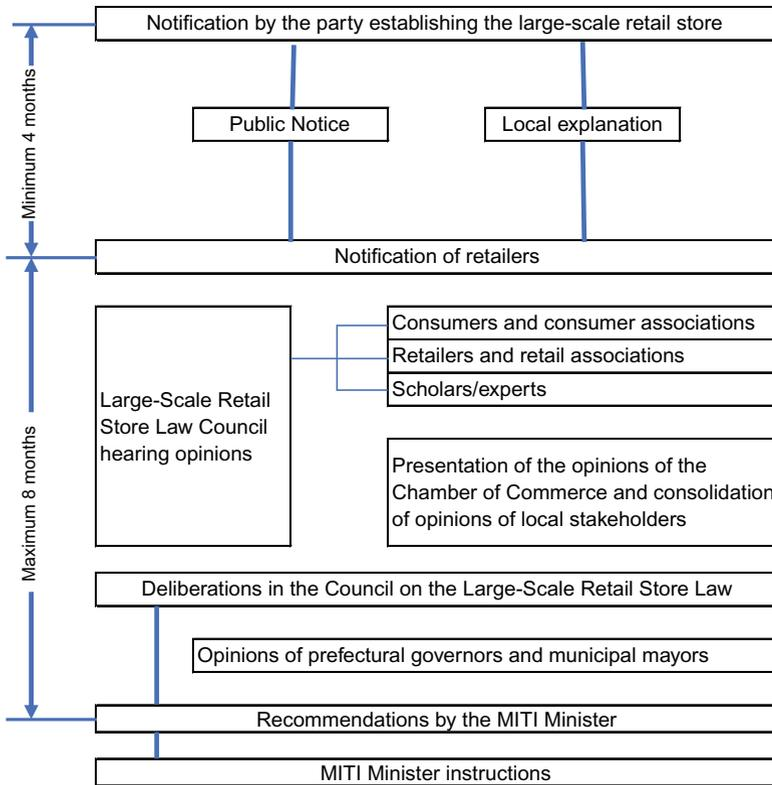 Notification by the party establishing the large-scale retail store
Minimum 4 months
Public Notice
Local explanation
Notification of retailers
Maximum 8 months
Large-Scale Retail
Store Law Council
hearing opinions
Consumers and consumer associations
Retailers and retail associations
Scholars/experts
Presentation of the opinions of the
Chamber of Commerce and consolidation
of opinions of local stakeholders
Deliberations in the Council on the Large-Scale Retail Store Law
Opinions of prefectural governors and municipal mayors
Recommendations by the MITI Minister
MITI Minister instructions